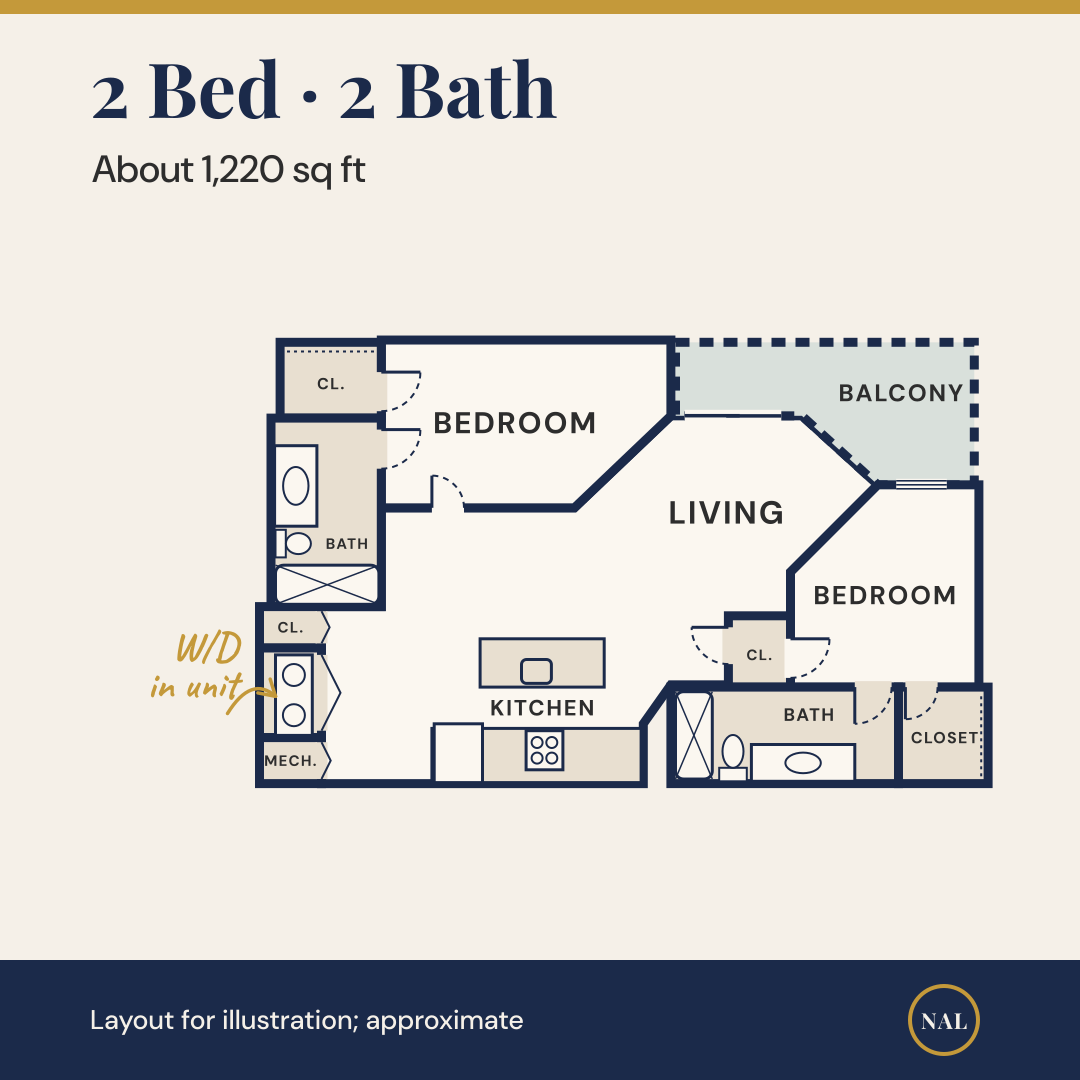 2 Bed · 2 Bath
About 1,220 sq ft
CL.
BEDROOM
BALCONY
LIVING
BATH
BEDROOM
CL.
W/D
in unit
CL.
KITCHEN
BATH
CLOSET
MECH.
Layout for illustration; approximate
NAL